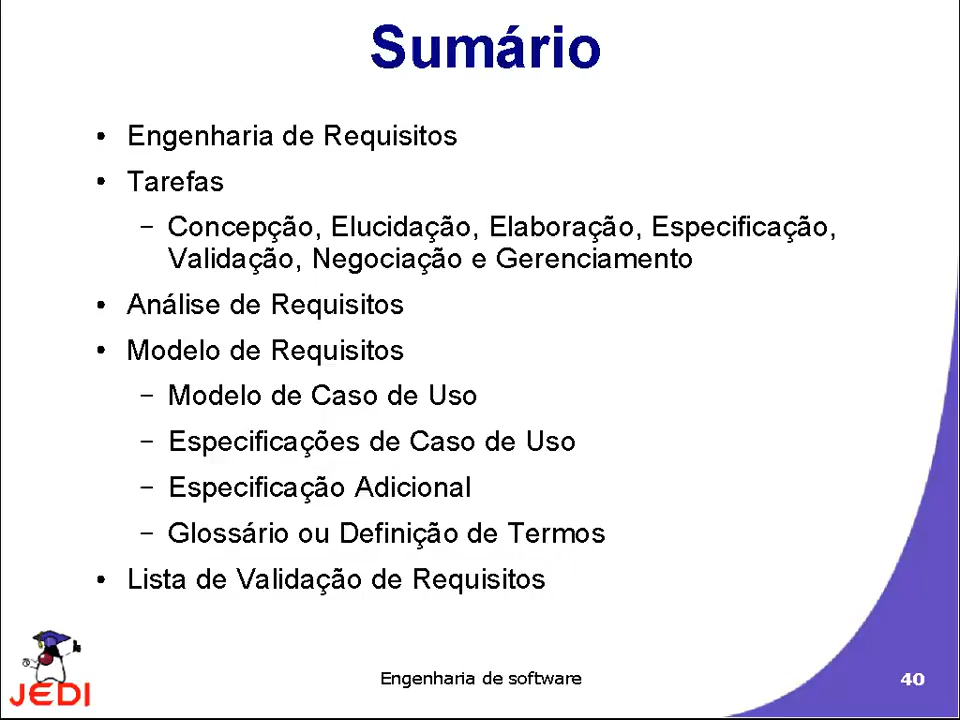 Sumário
• Engenharia de Requisitos
• Tarefas
– Concepção, Elucidação, Elaboração, Especificação,
Validação, Negociação e Gerenciamento
• Análise de Requisitos
• Modelo de Requisitos
– Modelo de Caso de Uso
– Especificações de Caso de Uso
– Especificação Adicional
– Glossário ou Definição de Termos
• Lista de Validação de Requisitos
JEDI
Engenharia de software
40